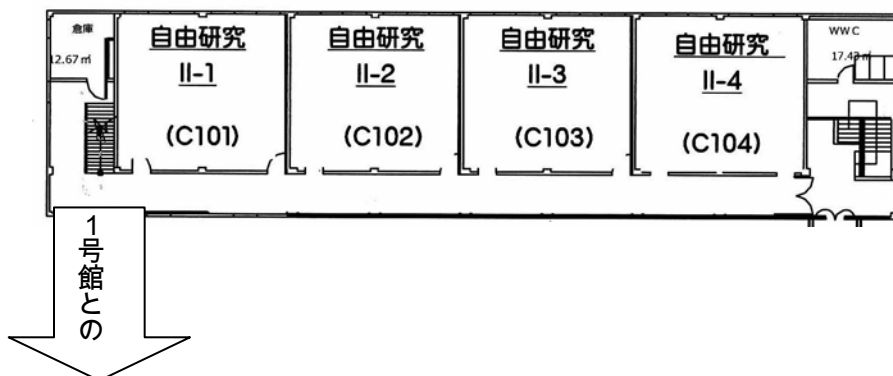 倉庫
12.67㎡
自由研究
II-1
(C101)
自由研究
II-2
(C102)
自由研究
II-3
(C103)
自由研究
II-4
(C104)
WWC
17.43㎡
1号館との